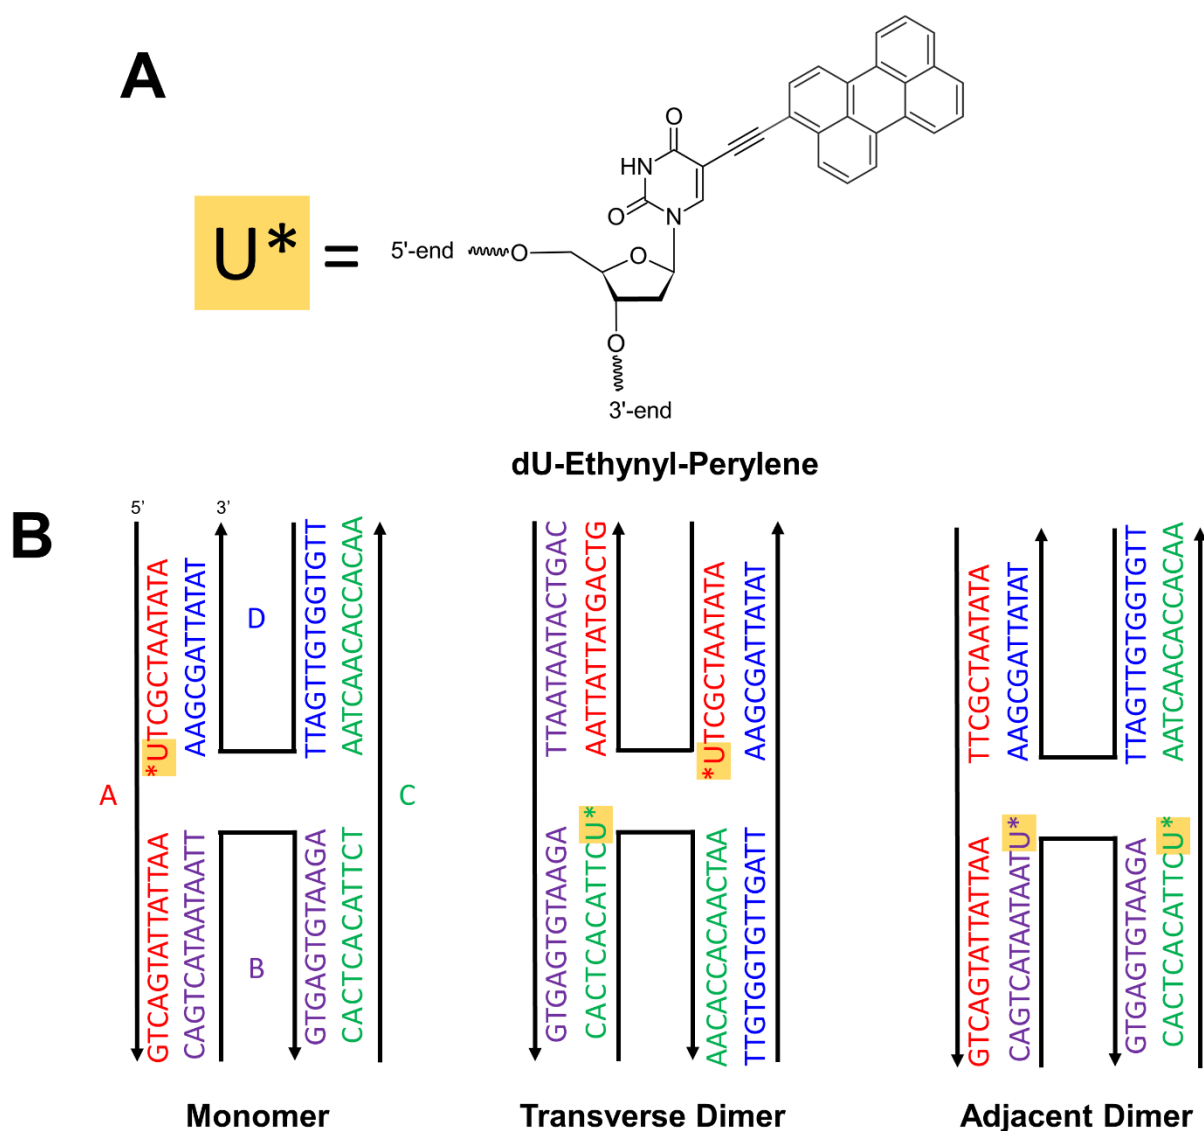 A
U* =
O
HN
O
N
O
5'-end
O
O
3'-end
dU-Ethynyl-Perylene
B
5'
3'
*UTCGCTAATATA
AAGCGATTATAT
D
TTAGTTGTGGTGTT
AATCAACACCACAA
A
C
GTCAGTATTATTAA
CAGTCATAATAATT
B
GTGAGTGTAAGA
CACTCACATTCT
Monomer
TTAATAATACTGAC
AATTATTATGACTG
*UTCGCTAATATA
AAGCGATTATAT
GTGAGTGTAAGA
CACTCACATTCU*
AACACCACAACTAA
TTGTGGTGTTGATT
Transverse Dimer
TTCGCTAATATA
AAGCGATTATAT
TTAGTTGTGGTGTT
AATCAACACCACAA
GTCAGTATTATTAA
CAGTCATAATAATU*
GTGAGTGTAAGA
CACTCACATTCU*
Adjacent Dimer